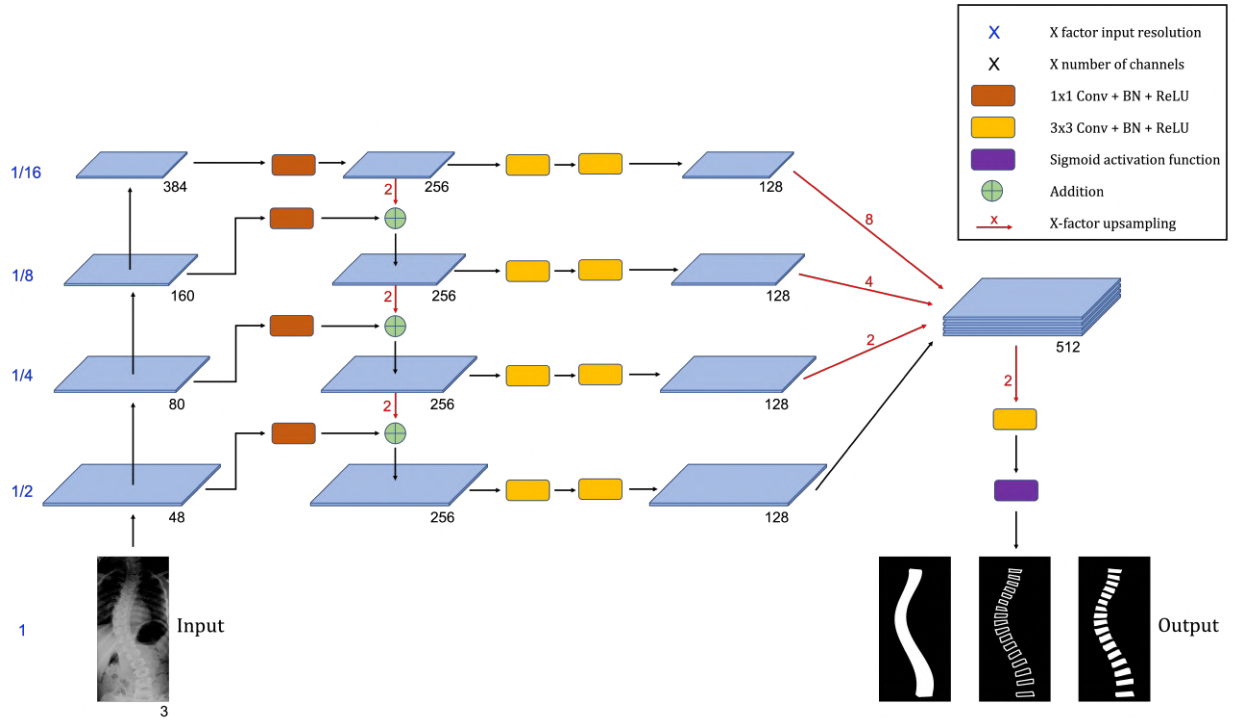 X X factor input resolution
X X number of channels
1x1 Conv + BN + ReLU
3x3 Conv + BN + ReLU
Sigmoid activation function
Addition
x X-factor upsampling
1/16 384 2 256 128 8
1/8 160 2 256 128 4
1/4 80 2 256 128 2
512
2
1/2 48 256 128
1 Input Output
3